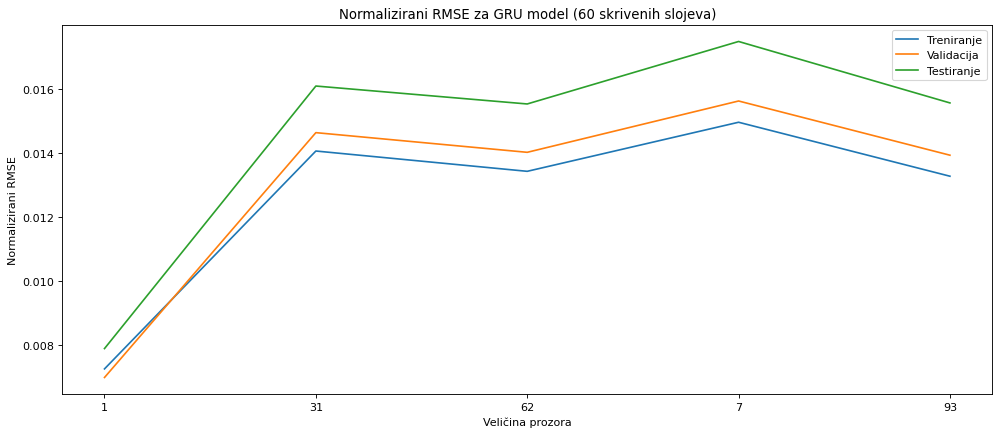 Normalizirani RMSE za GRU model (60 skrivenih slojeva)
Treniranje
Validacija
Testiranje
Normalizirani RMSE
0.016
0.014
0.012
0.010
0.008
1 31 62 7 93
Veličina prozora